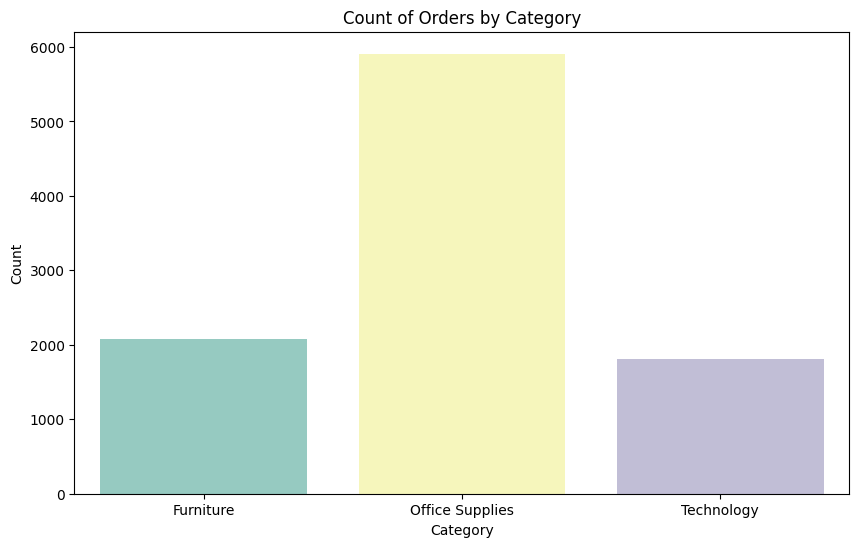 Count of Orders by Category
6000
5000
4000
3000
2000
1000
0
Count
Furniture
Office Supplies
Technology
Category